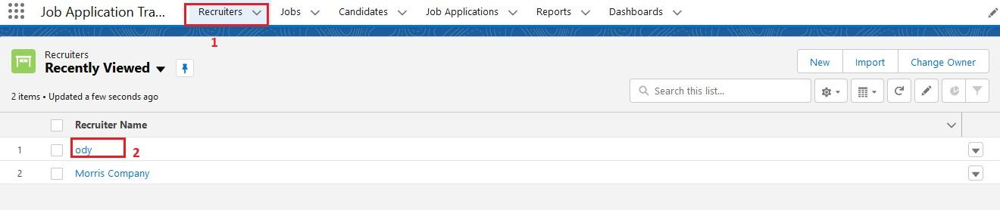 Job Application Tra... Recruiters Jobs Candidates Job Applications Reports Dashboards
1
Recruiters
Recently Viewed
New Import Change Owner
2 items • Updated a few seconds ago
Search this list...
Recruiter Name
1 ody 2
2 Morris Company